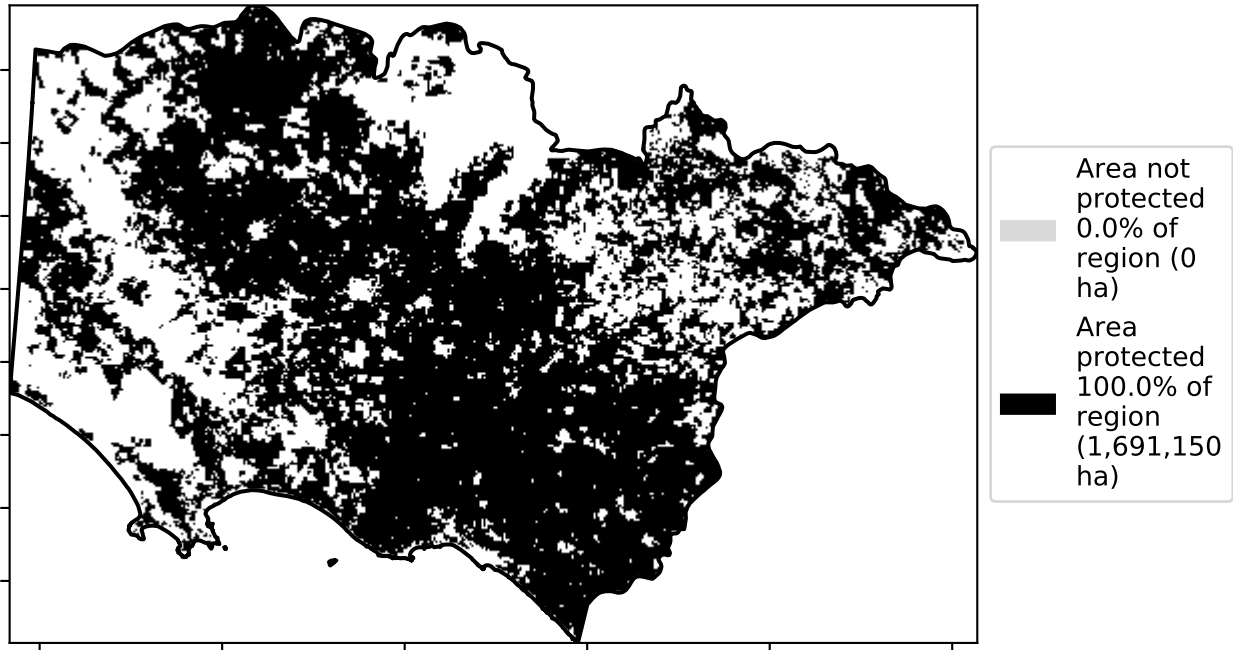 Area not
protected
0.0% of
region (0
ha)
Area
protected
100.0% of
region
(1,691,150
ha)